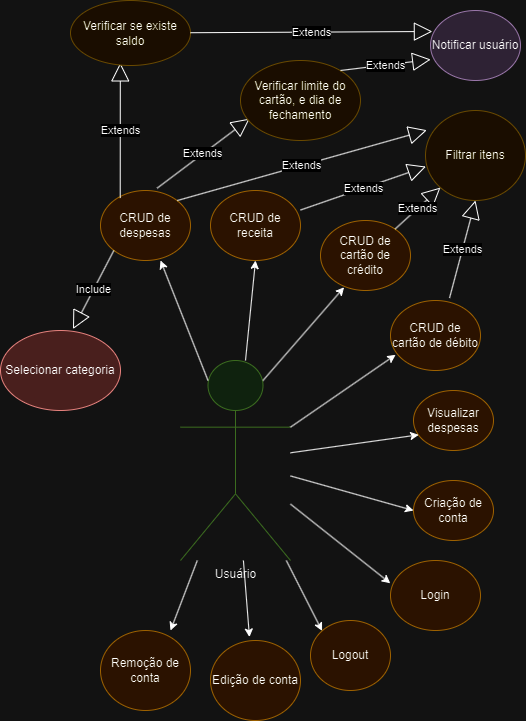 Verificar se existe
saldo
Extends
Notificar usuário
Extends
Verificar limite do
cartão, e dia de
fechamento
Extends
Extends
Extends
Filtrar itens
Extends
Extends
Extends
CRUD de
despesas
CRUD de
receita
CRUD de
cartão de
crédito
Include
CRUD de
cartão de débito
Selecionar categoria
Visualizar
despesas
Criação de
conta
Usuário
Login
Remoção de
conta
Edição de conta
Logout